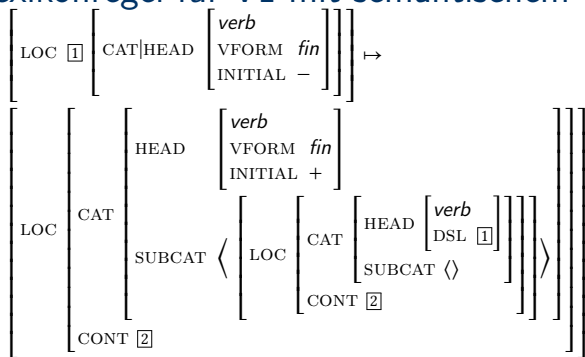 LOC 1 CAT|HEAD verb VFORM fin INITIAL − ↦
LOC CAT HEAD verb VFORM fin INITIAL +
SUBCAT ⟨ LOC CAT HEAD verb DSL 1 SUBCAT ⟨⟩ CONT 2 ⟩
CONT 2